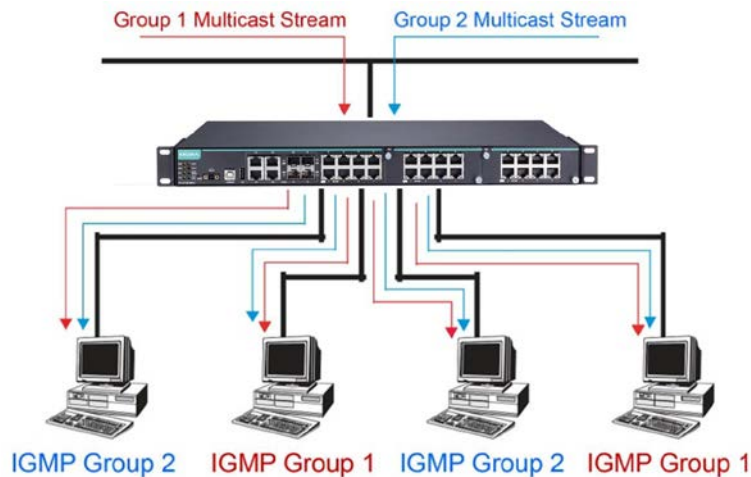 Group 1 Multicast Stream
Group 2 Multicast Stream
IGMP Group 2
IGMP Group 1
IGMP Group 2
IGMP Group 1